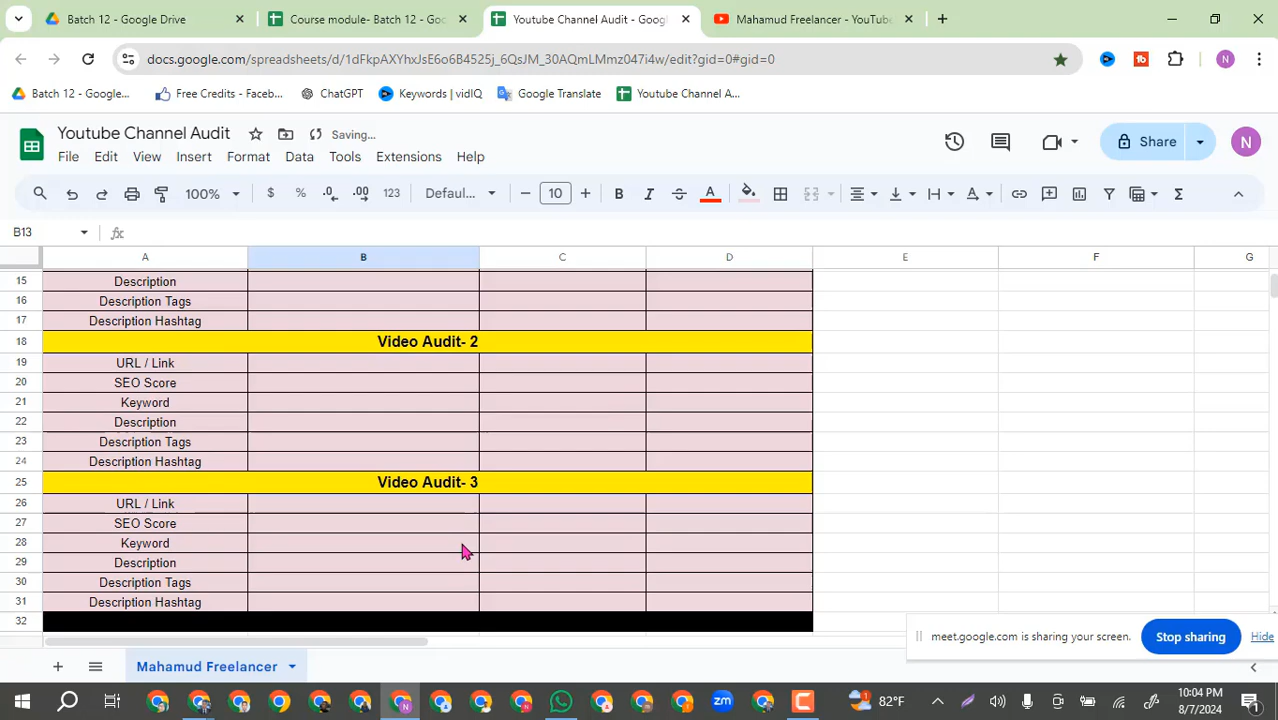 Batch 12 - Google Drive
Course module- Batch 12 - Goo
Youtube Channel Audit - Goog
Mahamud Freelancer - YouTube
docs.google.com/spreadsheets/d/1dFkpAXYhxJsE6o6B4525j_6QsJM_30AQmLMmz047i4w/edit?gid=0#gid=0
N
Batch 12 - Google...
Free Credits - Faceb...
ChatGPT
Keywords | vidIQ
Google Translate
Youtube Channel A...
Youtube Channel Audit
Saving...
Share
N
File Edit View Insert Format Data Tools Extensions Help
100% $ % .0 .00 123 Defaul... − 10 + B I A
B13 fx
A B C D E F G
15 Description
16 Description Tags
17 Description Hashtag
18 Video Audit- 2
19 URL / Link
20 SEO Score
21 Keyword
22 Description
23 Description Tags
24 Description Hashtag
25 Video Audit- 3
26 URL / Link
27 SEO Score
28 Keyword
29 Description
30 Description Tags
31 Description Hashtag
32
meet.google.com is sharing your screen.
Stop sharing
Hide
Mahamud Freelancer
82°F
10:04 PM
8/7/2024